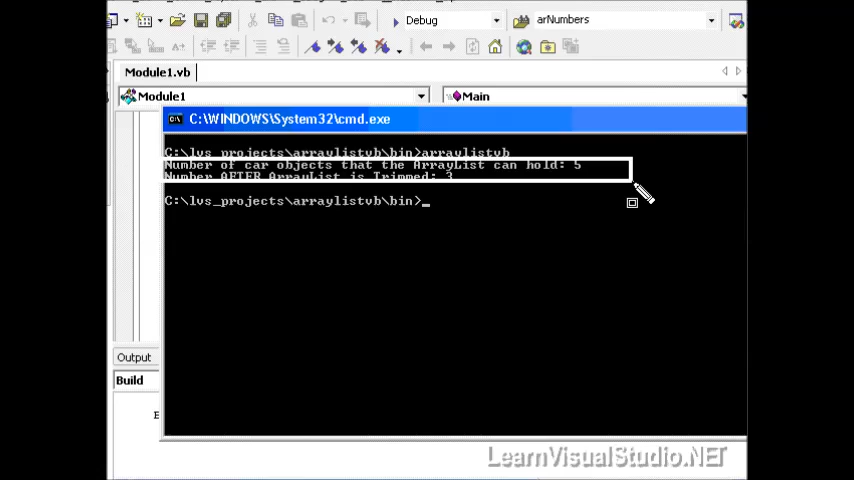 Debug
arNumbers
Module1.vb
Module1
Main
C:\WINDOWS\System32\cmd.exe
C:\lvs_projects\arraylistvb\bin>arraylistvb
Number of car objects that the ArrayList can hold: 5
Number AFTER ArrayList is Trimmed: 3
C:\lvs_projects\arraylistvb\bin>_
Output
Build
LearnVisualStudio.NET